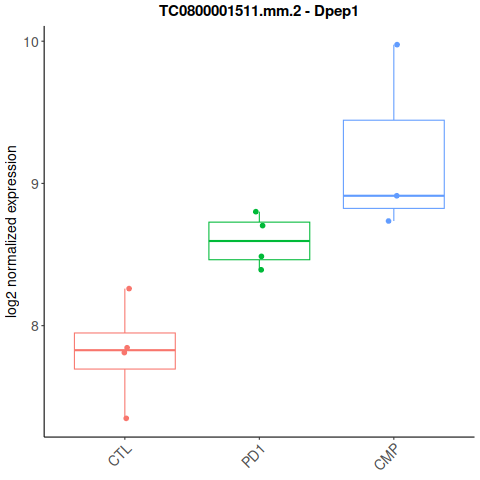 TC0800001511.mm.2 - Dpep1
log2 normalized expression
10
9
8
CTL
PD1
CMP